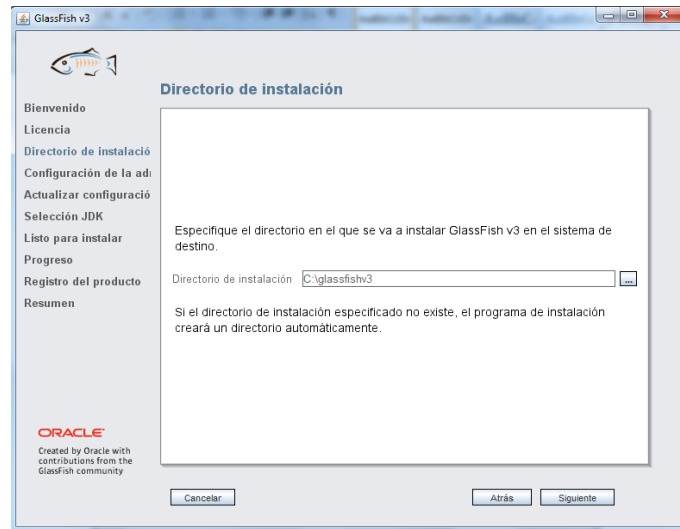 GlassFish v3
Directorio de instalación
Bienvenido
Licencia
Directorio de instalació
Configuración de la adı
Actualizar configuració
Selección JDK
Listo para instalar
Progreso
Registro del producto
Resumen
Especifique el directorio en el que se va a instalar GlassFish v3 en el sistema de
destino.
Directorio de instalación C:\glassfishv3 ...
Si el directorio de instalación especificado no existe, el programa de instalación
creará un directorio automáticamente.
ORACLE
Created by Oracle with
contributions from the
GlassFish community
Cancelar Atrás Siguiente